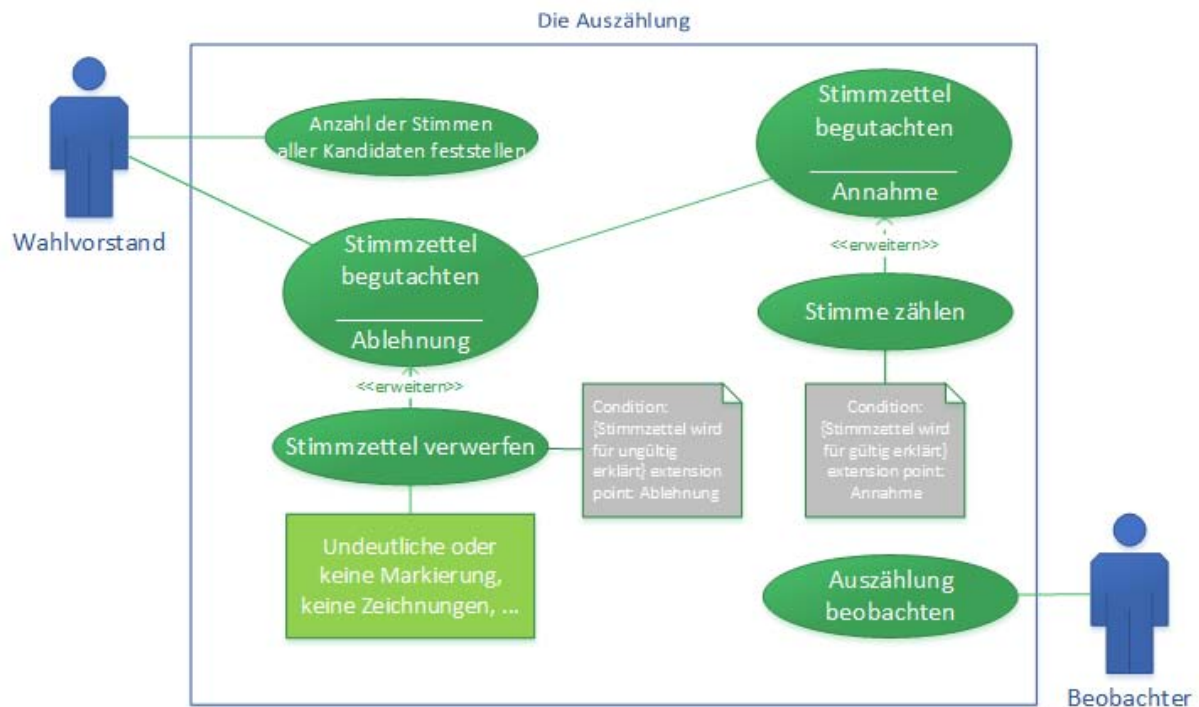 Die Auszählung
Wahlvorstand
Anzahl der Stimmen
aller Kandidaten feststellen
Stimmzettel
begutachten
Annahme
<<erweitern>>
Stimme zählen
Condition:
{Stimmzettel wird
für gültig erklärt}
extension point:
Annahme
Stimmzettel
begutachten
Ablehnung
<<erweitern>>
Stimmzettel verwerfen
Condition:
{Stimmzettel wird
für ungültig
erklärt} extension
point: Ablehnung
Undeutliche oder
keine Markierung,
keine Zeichnungen, ...
Auszählung
beobachten
Beobachter